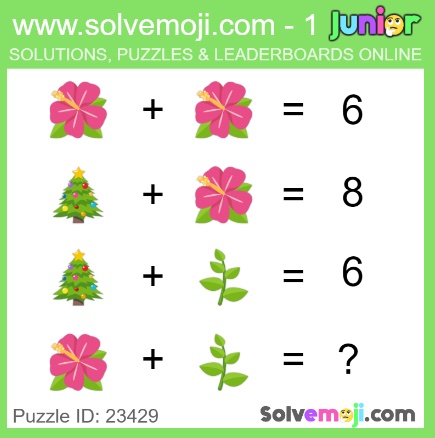 www.solvemoji.com - 1 Junior
SOLUTIONS, PUZZLES & LEADERBOARDS ONLINE
+ = 6
+ = 8
+ = 6
+ = ?
Puzzle ID: 23429 Solvemoji.com